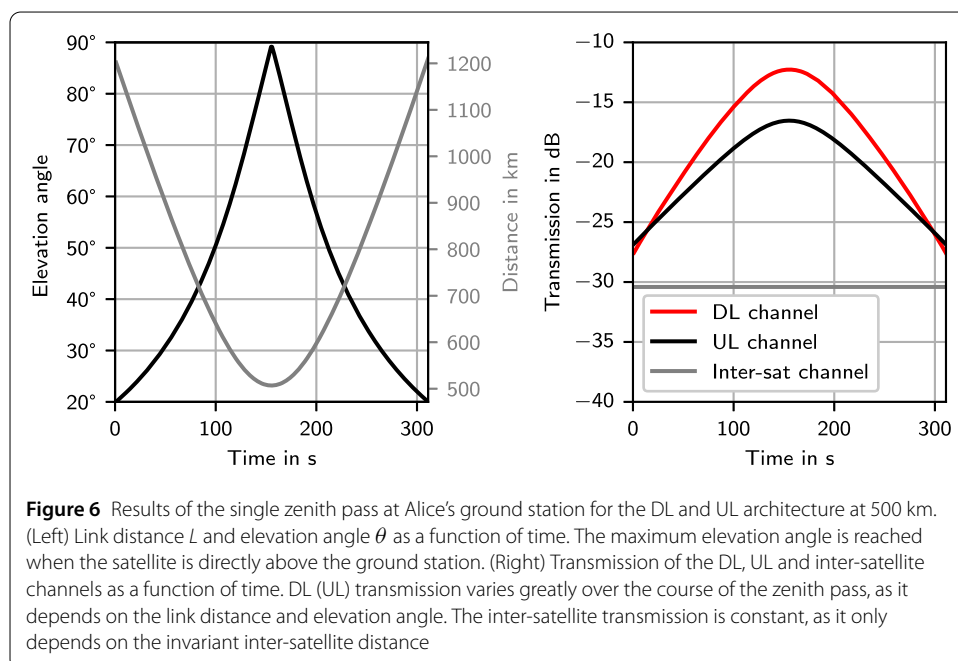 90°
80°
70°
60°
50°
40°
30°
20°
Elevation angle
0
100
200
300
Time in s
1200
1100
1000
900
800
700
600
500
Distance in km
−10
−15
−20
−25
−30
−35
−40
Transmission in dB
DL channel
UL channel
Inter-sat channel
0
100
200
300
Time in s
Figure 6 Results of the single zenith pass at Alice's ground station for the DL and UL architecture at 500 km.
(Left) Link distance L and elevation angle θ as a function of time. The maximum elevation angle is reached
when the satellite is directly above the ground station. (Right) Transmission of the DL, UL and inter-satellite
channels as a function of time. DL (UL) transmission varies greatly over the course of the zenith pass, as it
depends on the link distance and elevation angle. The inter-satellite transmission is constant, as it only
depends on the invariant inter-satellite distance